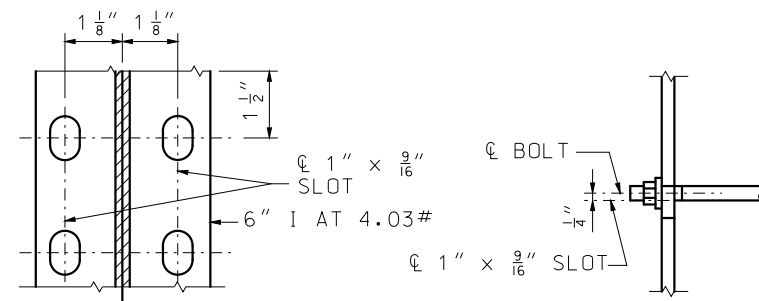 1 1/8" 1 1/8"
1 1/2"
℄ 1" x 9/16"
SLOT
6" I AT 4.03#
℄ BOLT
1/4"
℄ 1" x 9/16" SLOT